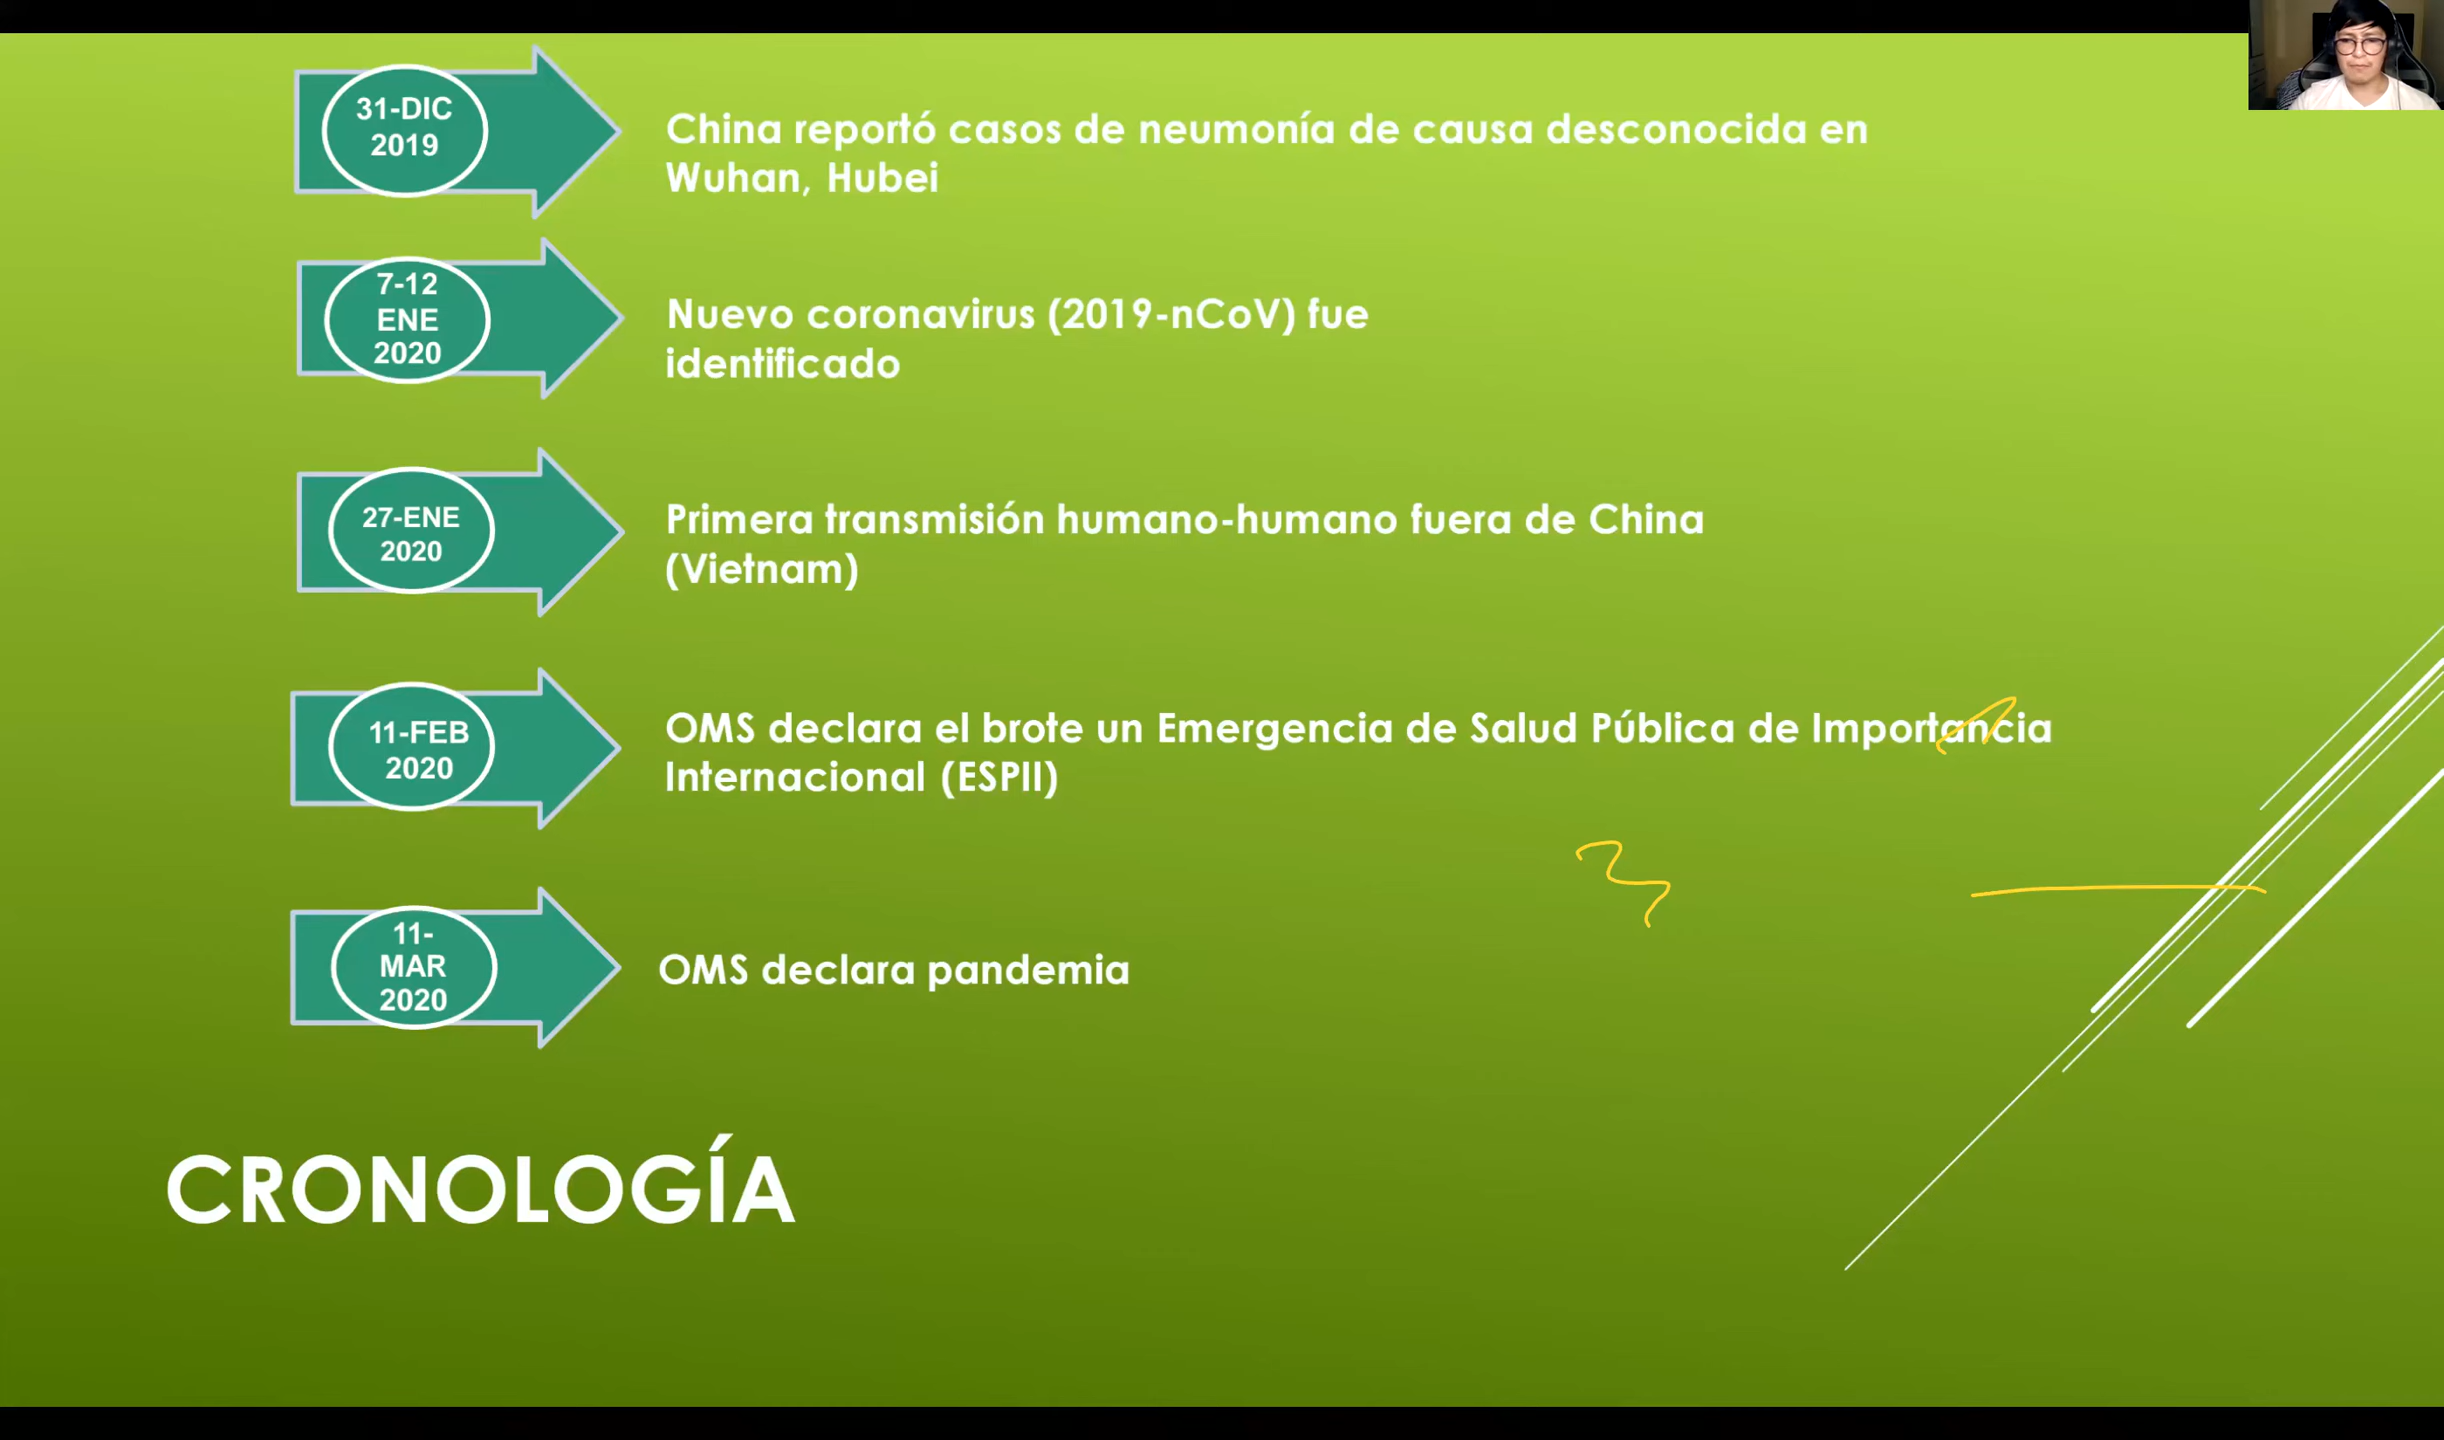 31-DIC
2019
China reportó casos de neumonía de causa desconocida en
Wuhan, Hubei
7-12
ENE
2020
Nuevo coronavirus (2019-nCoV) fue
identificado
27-ENE
2020
Primera transmisión humano-humano fuera de China
(Vietnam)
11-FEB
2020
OMS declara el brote un Emergencia de Salud Pública de Importancia
Internacional (ESPII)
11-
MAR
2020
OMS declara pandemia
CRONOLOGÍA